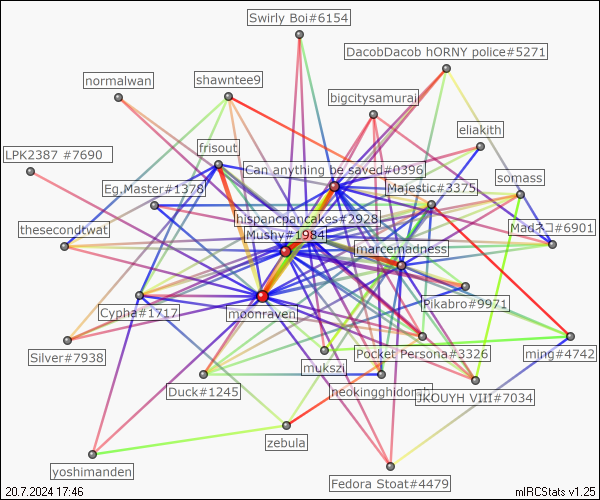 Swirly Boi#6154
DacobDacob hORNY police#5271
normalwan
shawntee9
bigcitysamurai
eliakith
LPK2387 #7690
frisout
Can anything be saved#0396
somass
Eg.Master#1378
Majestic#3375
hispancpancakes#2928
thesecondtwat
Mushy#1984
Madネコ#6901
marcemadness
Cypha#1717
moonraven
Pikabro#9971
Silver#7938
mukszi
Pocket Persona#3326
ming#4742
Duck#1245
JKOUYH VIII#7034
zebula
yoshimanden
Fedora Stoat#4479
20.7.2024 17:46
mIRCStats v1.25